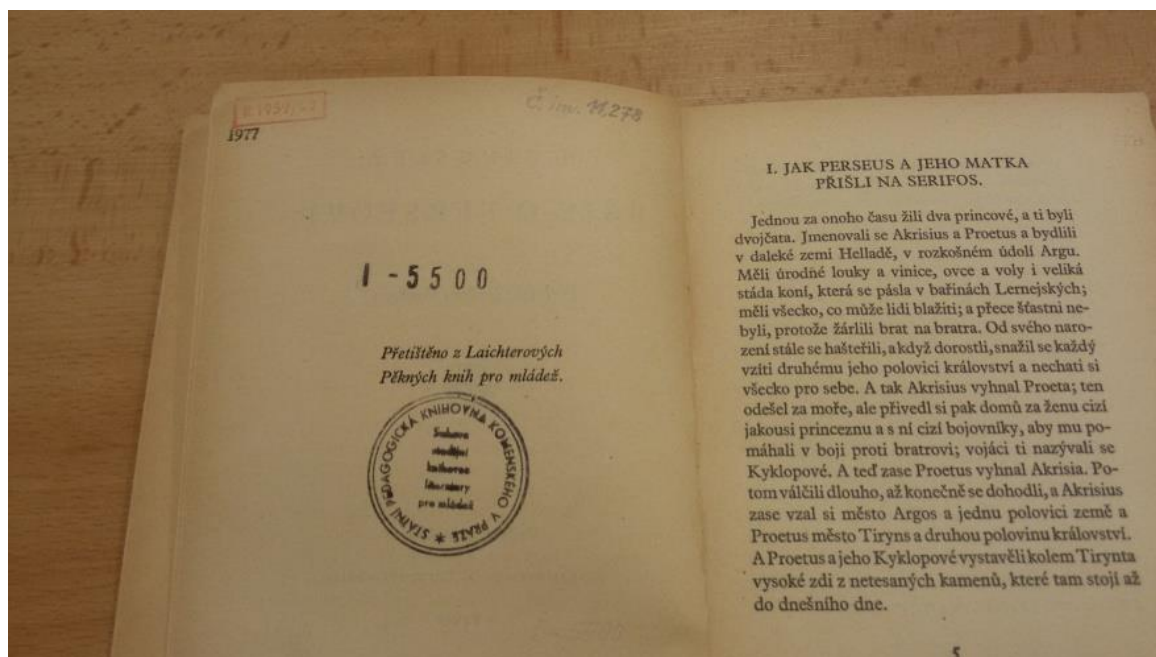 1977
Č. inv. 11,278
I - 5500
Přetištěno z Laichterových
Pěkných knih pro mládež.
STÁTNÍ PEDAGOGICKÁ KNIHOVNA KOMENSKÉHO V PRAZE
studijní
knihovna
literatury
pro mládež
I. JAK PERSEUS A JEHO MATKA
PŘIŠLI NA SERIFOS.
Jednou za onoho času žili dva princové, a ti byli
dvojčata. Jmenovali se Akrisius a Proetus a bydlili
v daleké zemi Helladě, v rozkošném údolí Argu.
Měli úrodné louky a vinice, ovce a voly i veliká
stáda koní, která se pásla v bařinách Lernejských;
měli všecko, co může lidi blažiti; a přece šťastni ne-
byli, protože žárlili brat na bratra. Od svého naro-
zení stále se hašteřili, a když dorostli, snažil se každý
vzíti druhému jeho polovici království a nechati si
všecko pro sebe. A tak Akrisius vyhnal Proeta; ten
odešel za moře, ale přivedl si pak domů za ženu cizí
jakousi princeznu a s ní cizí bojovníky, aby mu po-
máhali v boji proti bratrovi; vojáci ti nazývali se
Kyklopové. A teď zase Proetus vyhnal Akrisia. Po-
tom válčili dlouho, až konečně se dohodli, a Akrisius
zase vzal si město Argos a jednu polovici země a
Proetus město Tiryns a druhou polovinu království.
A Proetus a jeho Kyklopové vystavěli kolem Tirynta
vysoké zdi z netesaných kamenů, které tam stojí až
do dnešního dne.
5